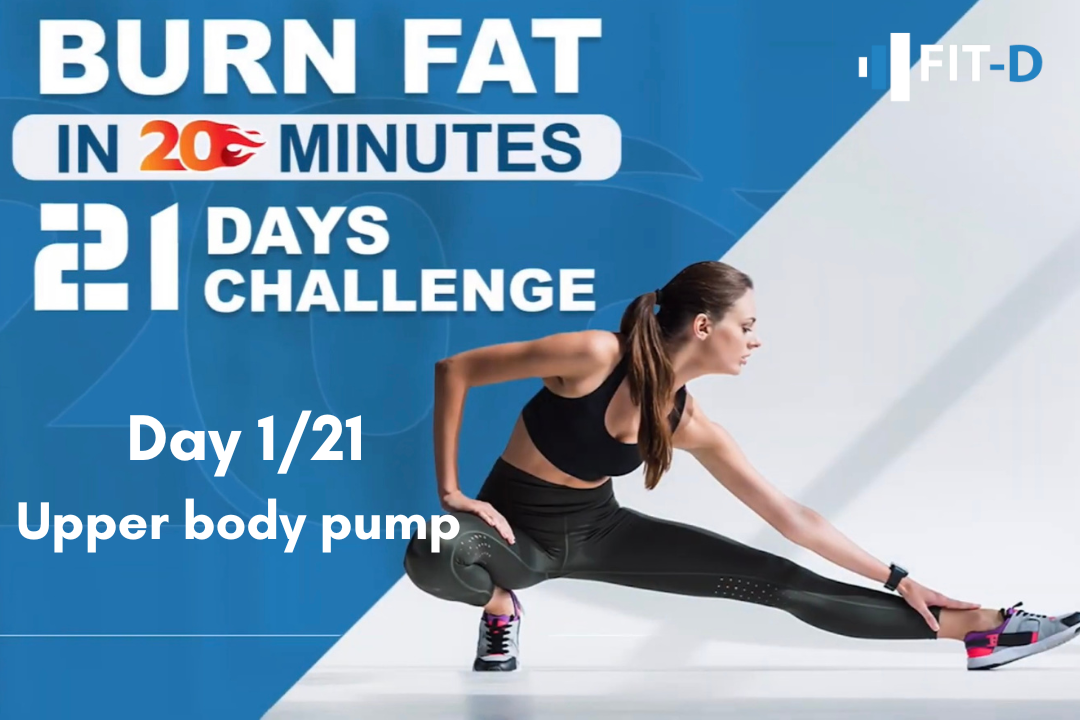 BURN FAT
IN 20 MINUTES
21 DAYS
CHALLENGE
FIT-D
Day 1/21
Upper body pump